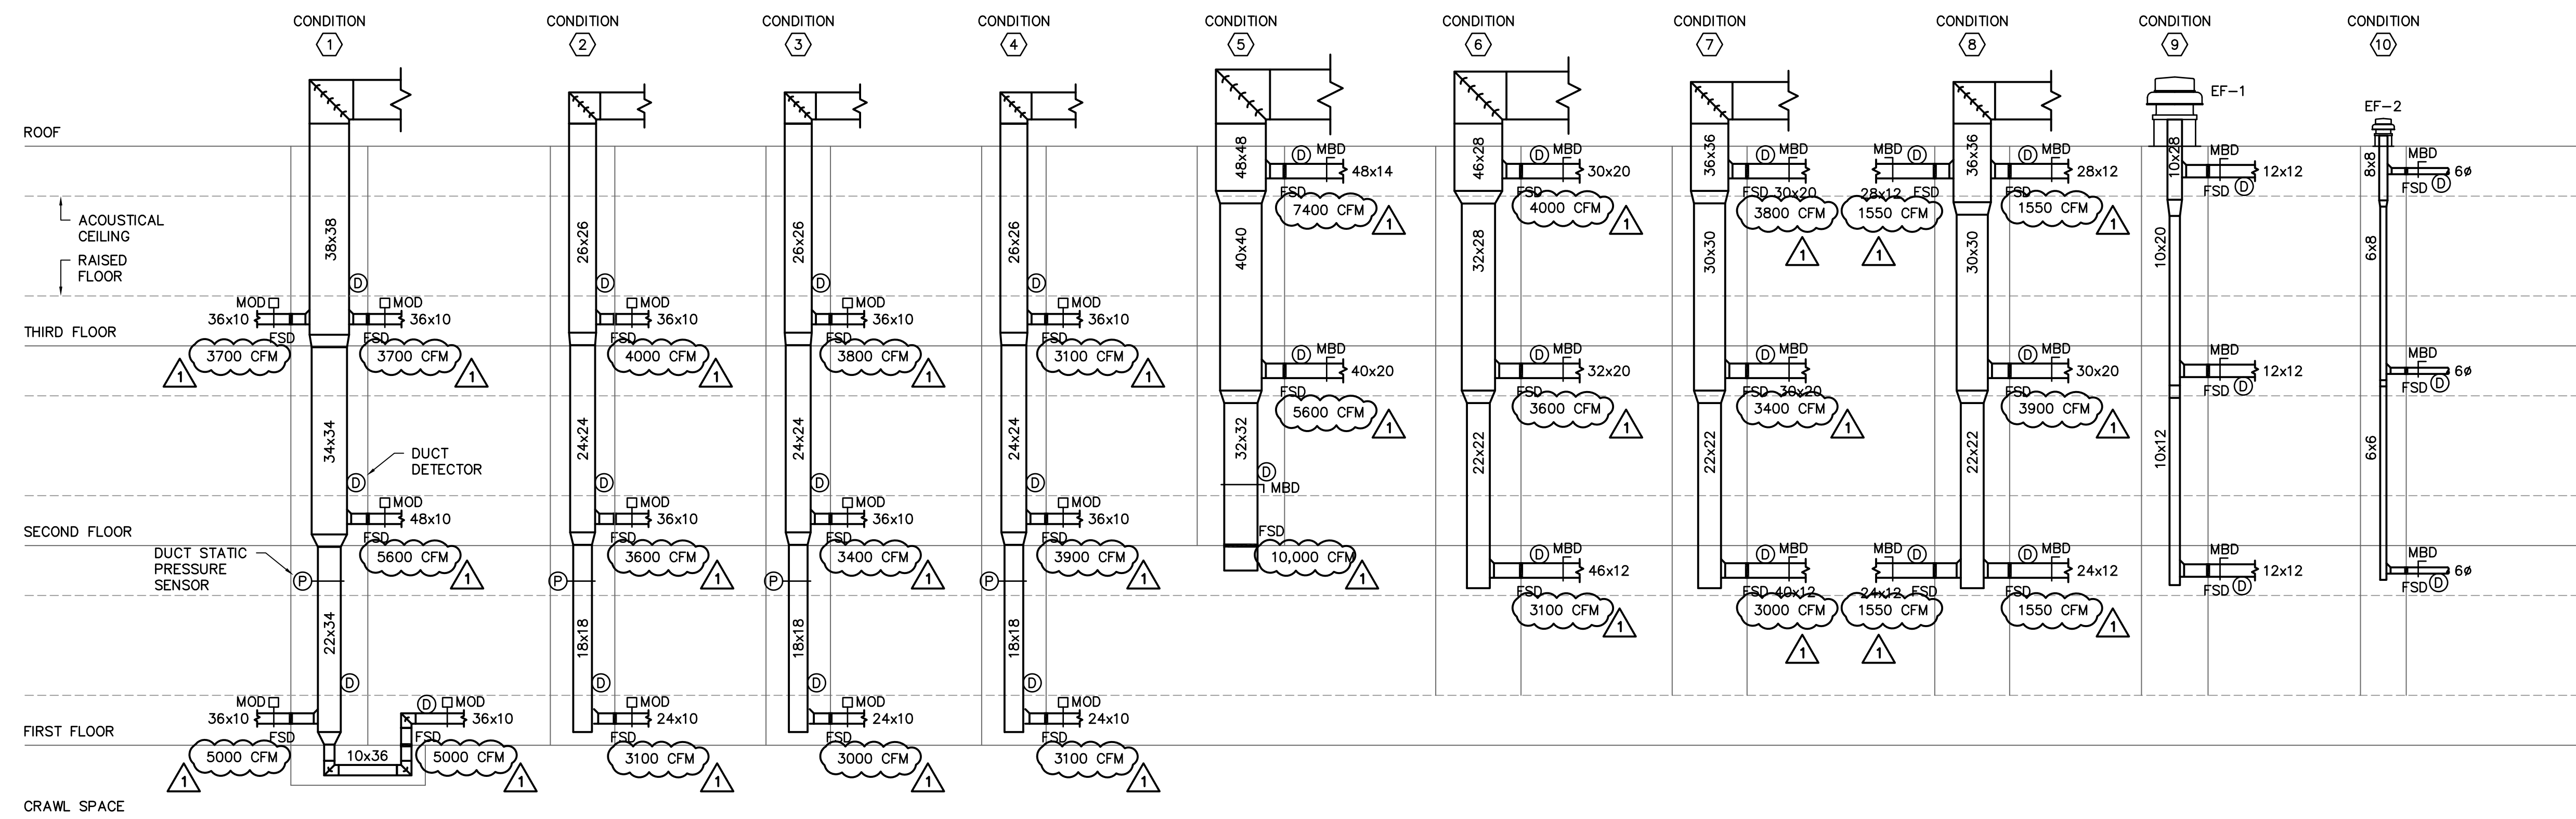 CONDITION
1
CONDITION
2
CONDITION
3
CONDITION
4
CONDITION
5
CONDITION
6
CONDITION
7
CONDITION
8
CONDITION
9
CONDITION
10
EF-1
EF-2
ROOF
48x48
D
MBD
48x14
FSD
7400 CFM
1
46x28
D
MBD
30x20
FSD
4000 CFM
1
36x36
D
MBD
FSD 30x20
3800 CFM
1
MBD
D
28x12
FSD
1550 CFM
1
36x36
D
MBD
28x12
FSD
1550 CFM
1
10x28
MBD
12x12
FSD
D
8x8
MBD
6ø
FSD
D
ACOUSTICAL
CEILING
RAISED
FLOOR
38x38
D
26x26
D
26x26
D
26x26
D
40x40
32x28
30x30
30x30
10x20
6x8
THIRD FLOOR
MOD
36x10
FSD
3700 CFM
1
MOD
36x10
FSD
3700 CFM
1
MOD
36x10
FSD
4000 CFM
1
MOD
36x10
FSD
3800 CFM
1
MOD
36x10
FSD
3100 CFM
1
D
MBD
40x20
FSD
5600 CFM
1
D
MBD
32x20
FSD
3600 CFM
1
D
MBD
FSD 30x20
3400 CFM
1
D
MBD
30x20
FSD
3900 CFM
1
MBD
12x12
FSD
D
MBD
6ø
FSD
D
34x34
DUCT
DETECTOR
D
24x24
D
24x24
D
24x24
D
32x32
D
MBD
22x22
22x22
22x22
10x12
6x6
SECOND FLOOR
MOD
48x10
FSD
5600 CFM
1
MOD
36x10
FSD
3600 CFM
1
MOD
36x10
FSD
3400 CFM
1
MOD
36x10
FSD
3900 CFM
1
FSD
10,000 CFM
1
D
MBD
46x12
FSD
3100 CFM
1
D
MBD
FSD 40x12
3000 CFM
1
MBD
D
24x12
FSD
1550 CFM
1
D
MBD
24x12
FSD
1550 CFM
1
MBD
12x12
FSD
D
MBD
6ø
FSD
D
DUCT STATIC
PRESSURE
SENSOR
P
P
P
P
22x34
D
18x18
D
18x18
D
18x18
D
FIRST FLOOR
MOD
36x10
FSD
5000 CFM
1
10x36
D
MOD
36x10
FSD
5000 CFM
1
MOD
24x10
FSD
3100 CFM
1
MOD
24x10
FSD
3000 CFM
1
MOD
24x10
FSD
3100 CFM
1
CRAWL SPACE